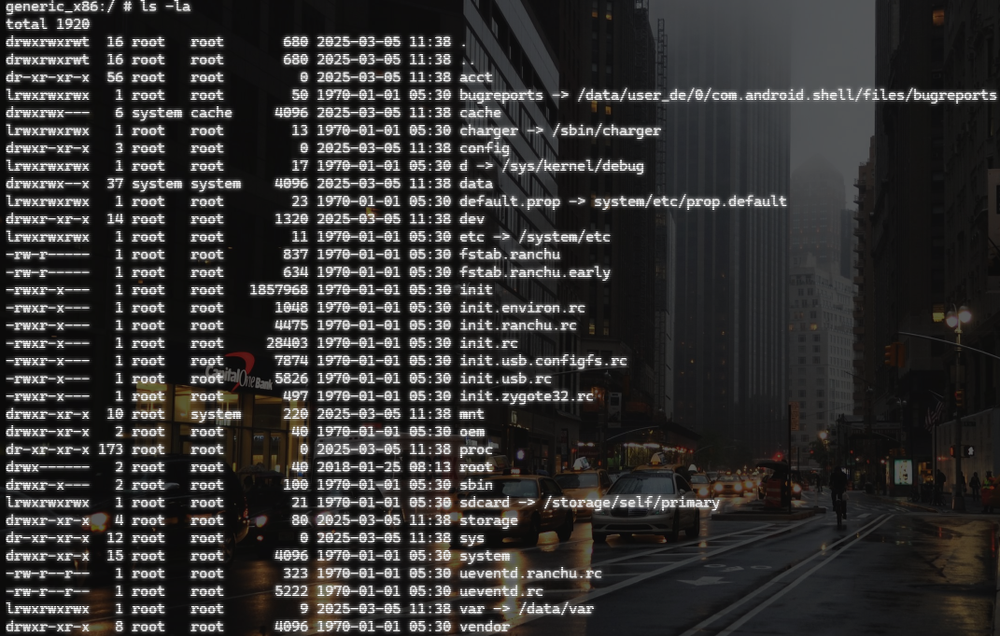 generic_x86:/ # ls -la
total 1920
drwxrwxrwt  16 root   root       680 2025-03-05 11:38 .
drwxrwxrwt  16 root   root       680 2025-03-05 11:38 ..
dr-xr-xr-x  56 root   root         0 2025-03-05 11:38 acct
lrwxrwxrwx   1 root   root        50 1970-01-01 05:30 bugreports -> /data/user_de/0/com.android.shell/files/bugreports
drwxrwx---   6 system cache     4096 2025-03-05 11:38 cache
lrwxrwxrwx   1 root   root        13 1970-01-01 05:30 charger -> /sbin/charger
drwxr-xr-x   3 root   root         0 2025-03-05 11:38 config
lrwxrwxrwx   1 root   root        17 1970-01-01 05:30 d -> /sys/kernel/debug
drwxrwx--x  37 system system    4096 2025-03-05 11:38 data
lrwxrwxrwx   1 root   root        23 1970-01-01 05:30 default.prop -> system/etc/prop.default
drwxr-xr-x  14 root   root      1320 2025-03-05 11:38 dev
lrwxrwxrwx   1 root   root        11 1970-01-01 05:30 etc -> /system/etc
-rw-r-----   1 root   root       837 1970-01-01 05:30 fstab.ranchu
-rw-r-----   1 root   root       634 1970-01-01 05:30 fstab.ranchu.early
-rwxr-x---   1 root   root   1857968 1970-01-01 05:30 init
-rwxr-x---   1 root   root      1048 1970-01-01 05:30 init.environ.rc
-rwxr-x---   1 root   root      4475 1970-01-01 05:30 init.ranchu.rc
-rwxr-x---   1 root   root     28403 1970-01-01 05:30 init.rc
-rwxr-x---   1 root   root      7874 1970-01-01 05:30 init.usb.configfs.rc
-rwxr-x---   1 root   root      5826 1970-01-01 05:30 init.usb.rc
-rwxr-x---   1 root   root       497 1970-01-01 05:30 init.zygote32.rc
drwxr-xr-x  10 root   system     220 2025-03-05 11:38 mnt
drwxr-xr-x   2 root   root        40 1970-01-01 05:30 oem
dr-xr-xr-x 173 root   root         0 2025-03-05 11:38 proc
drwx------   2 root   root        40 2018-01-25 08:13 root
drwxr-x---   2 root   root       100 1970-01-01 05:30 sbin
lrwxrwxrwx   1 root   root        21 1970-01-01 05:30 sdcard -> /storage/self/primary
drwxr-xr-x   4 root   root        80 2025-03-05 11:38 storage
dr-xr-xr-x  12 root   root         0 2025-03-05 11:38 sys
drwxr-xr-x  15 root   root      4096 1970-01-01 05:30 system
-rw-r--r--   1 root   root       323 1970-01-01 05:30 ueventd.ranchu.rc
-rw-r--r--   1 root   root      5222 1970-01-01 05:30 ueventd.rc
lrwxrwxrwx   1 root   root         9 2025-03-05 11:38 var -> /data/var
drwxr-xr-x   8 root   root      4096 1970-01-01 05:30 vendor
Capital One Bank